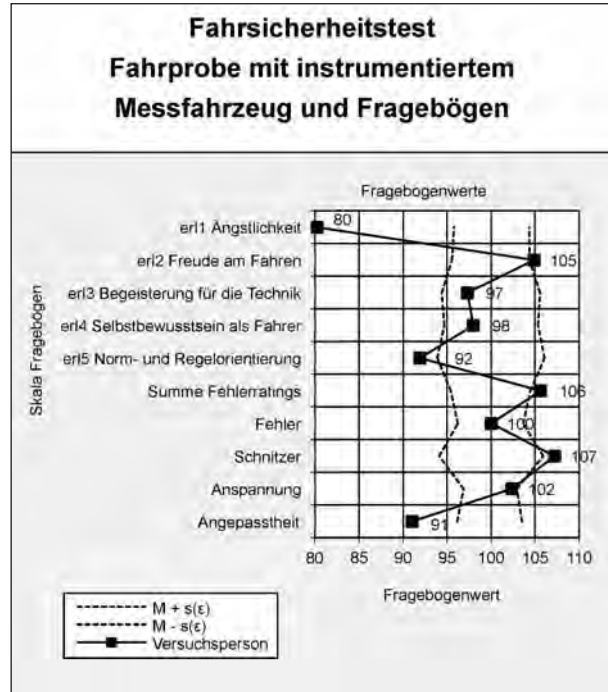 Fahrsicherheitstest
Fahrprobe mit instrumentiertem
Messfahrzeug und Fragebögen
Fragebogenwerte
Skala Fragebögen
erl1 Ängstlichkeit
80
erl2 Freude am Fahren
105
erl3 Begeisterung für die Technik
97
erl4 Selbstbewusstsein als Fahrer
98
erl5 Norm- und Regelorientierung
92
Summe Fehlerratings
106
Fehler
100
Schnitzer
107
Anspannung
102
Angepasstheit
91
80 85 90 95 100 105 110
Fragebogenwert
M + s(ε)
M - s(ε)
Versuchsperson